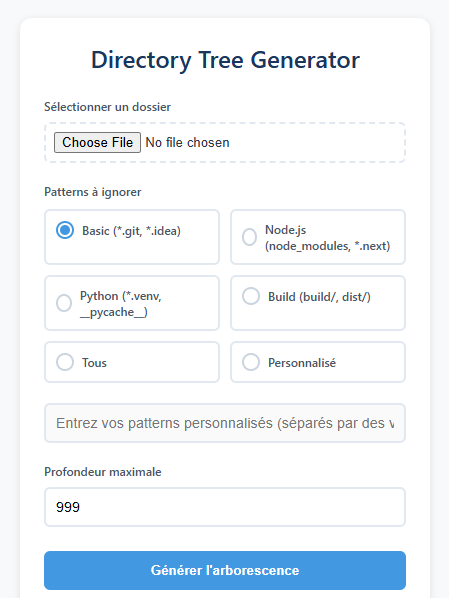 Directory Tree Generator
Sélectionner un dossier
Choose File No file chosen
Patterns à ignorer
Basic (*.git, *.idea)
Node.js
(node_modules, *.next)
Python (*.venv,
__pycache__)
Build (build/, dist/)
Tous
Personnalisé
Entrez vos patterns personnalisés (séparés par des v
Profondeur maximale
999
Générer l'arborescence